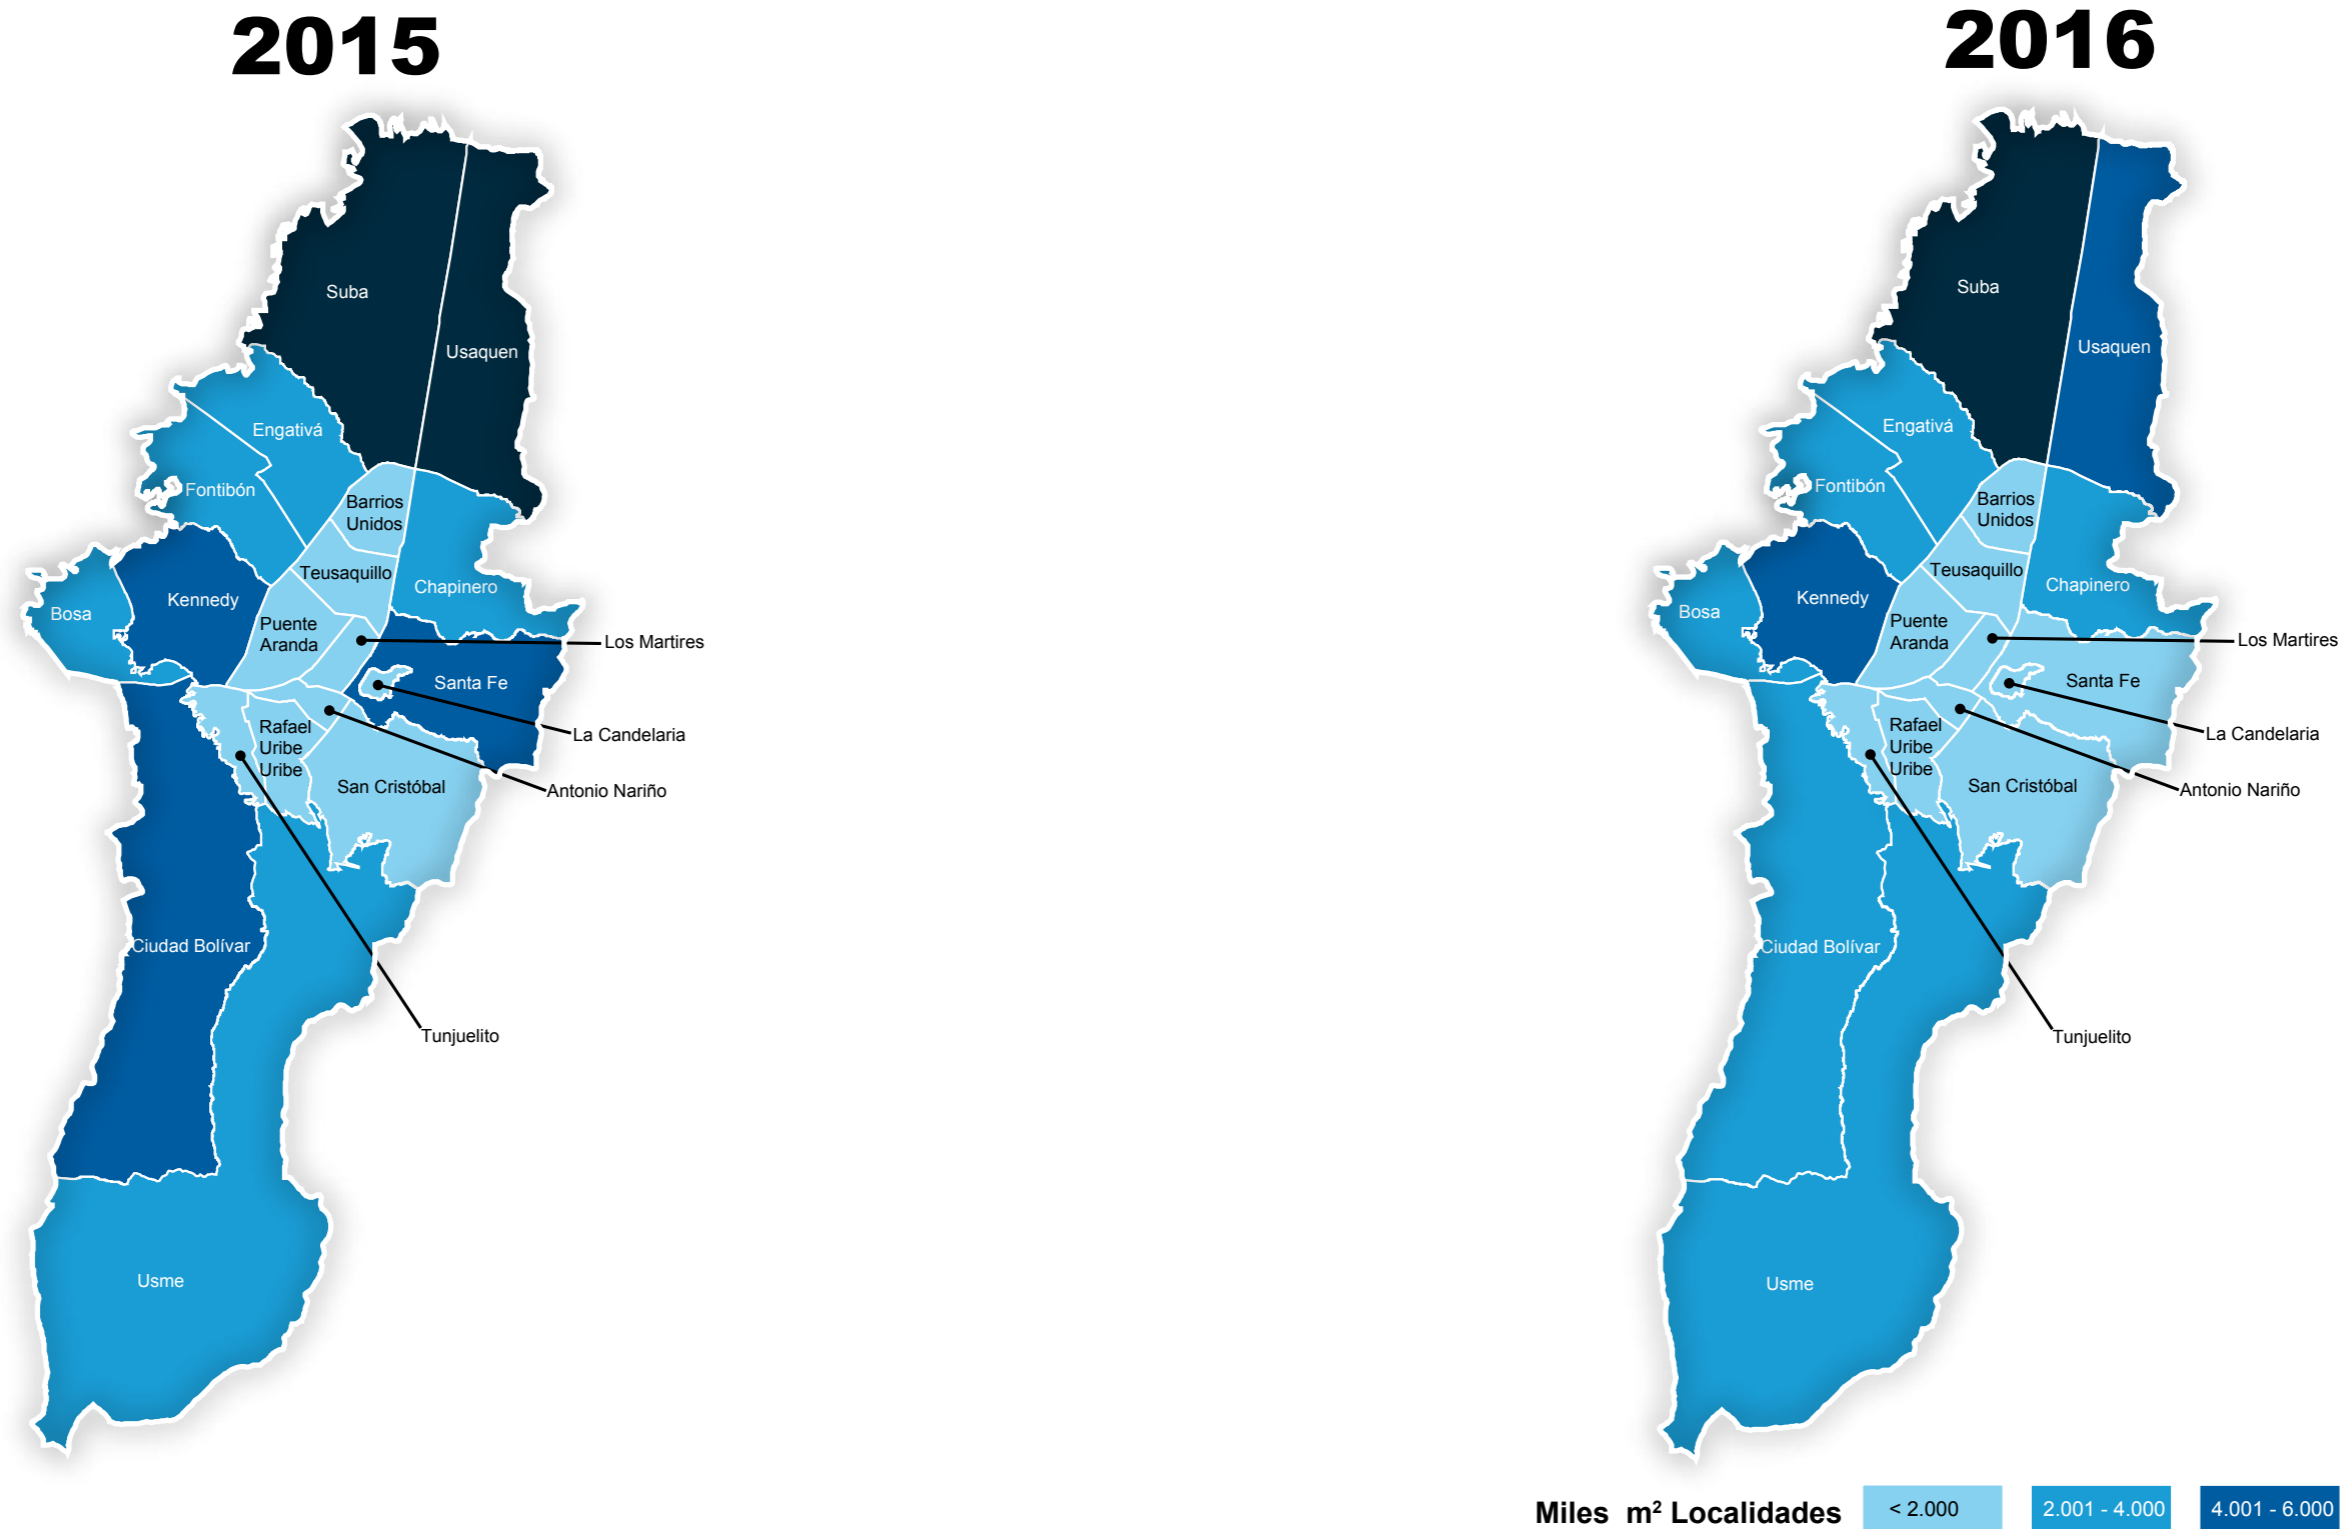 2015
2016
Suba
Usaquen
Engativá
Fontibón
Barrios
Unidos
Teusaquillo
Chapinero
Kennedy
Bosa
Puente
Aranda
Los Martires
Santa Fe
La Candelaria
Rafael
Uribe
Uribe
San Cristóbal
Antonio Nariño
Ciudad Bolívar
Tunjuelito
Usme
Suba
Usaquen
Engativá
Fontibón
Barrios
Unidos
Teusaquillo
Chapinero
Kennedy
Bosa
Puente
Aranda
Los Martires
Santa Fe
La Candelaria
Rafael
Uribe
Uribe
San Cristóbal
Antonio Nariño
Ciudad Bolívar
Tunjuelito
Usme
Miles m² Localidades < 2.000 2.001 - 4.000 4.001 - 6.000